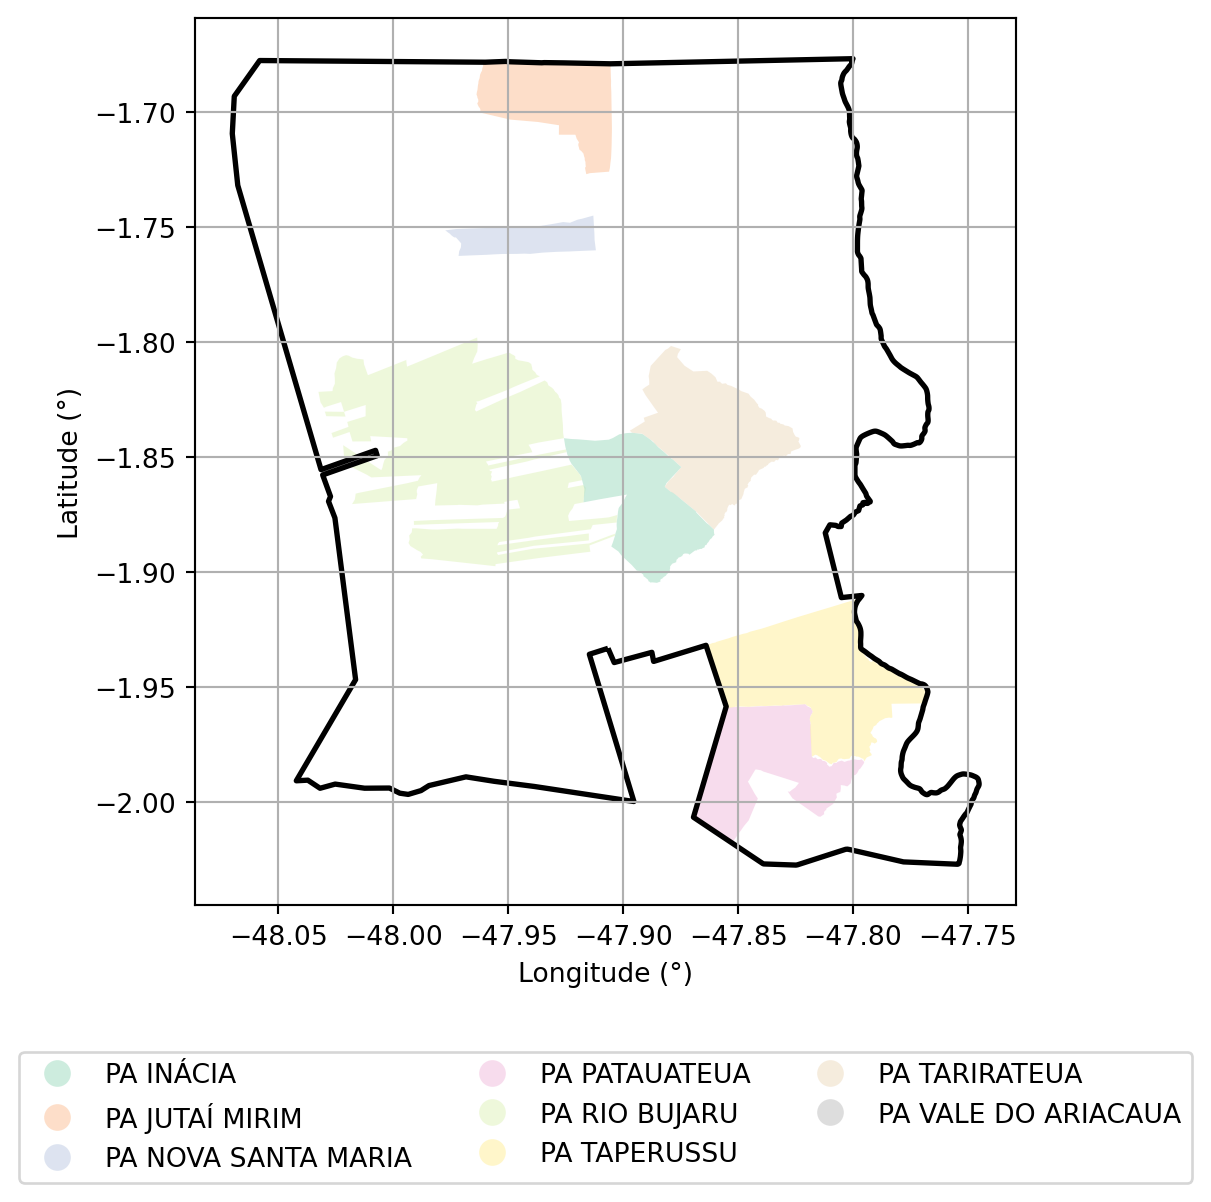 −1.70
−1.75
−1.80
−1.85
−1.90
−1.95
−2.00
Latitude (°)
−48.05 −48.00 −47.95 −47.90 −47.85 −47.80 −47.75
Longitude (°)
PA INÁCIA
PA JUTAÍ MIRIM
PA NOVA SANTA MARIA
PA PATAUATEUA
PA RIO BUJARU
PA TAPERUSSU
PA TARIRATEUA
PA VALE DO ARIACAUA